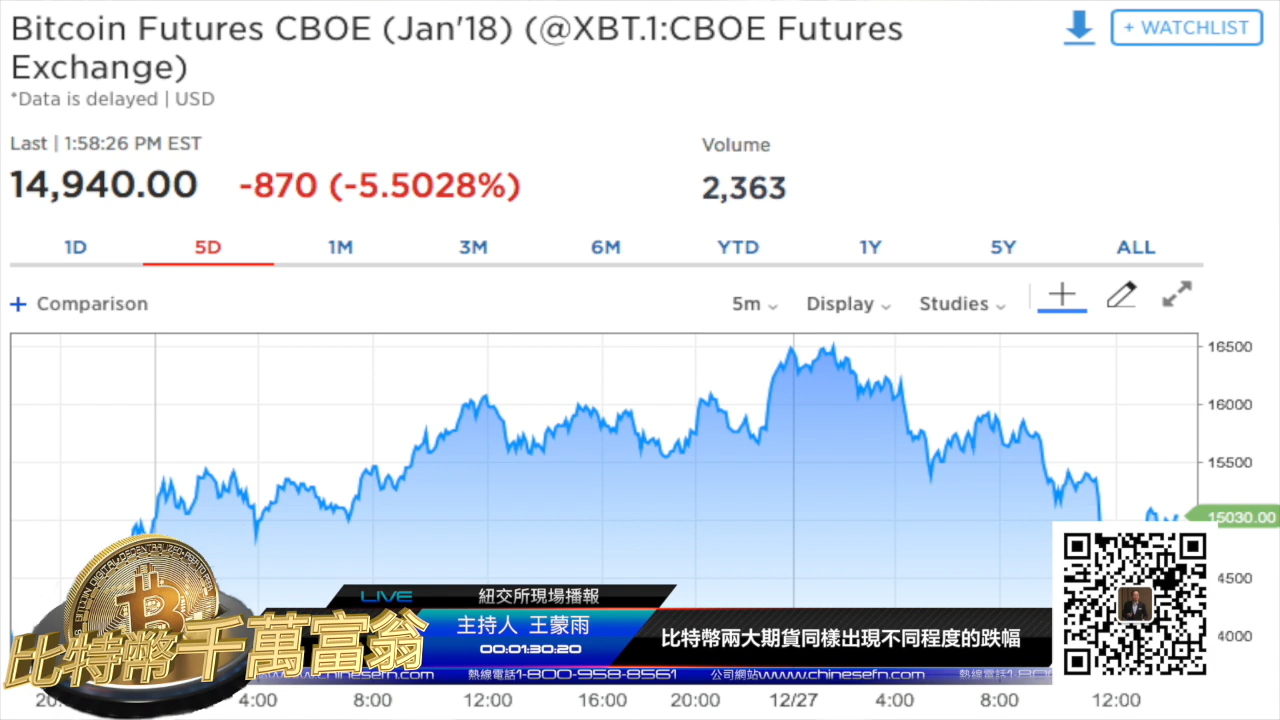 Bitcoin Futures CBOE (Jan'18) (@XBT.1:CBOE Futures
Exchange)
*Data is delayed | USD
+ WATCHLIST
Last | 1:58:26 PM EST
Volume
14,940.00 -870 (-5.5028%)
2,363
1D 5D 1M 3M 6M YTD 1Y 5Y ALL
+ Comparison
5m Display Studies
16500
16000
15500
15030.00
4500
4000
LIVE 紐交所現場播報
主持人 王蒙雨
00:01:30:20
比特幣兩大期貨同樣出現不同程度的跌幅
比特幣千萬富翁
熱線電話1-800-958-8561 公司網站www.chinesefn.com
4:00 8:00 12:00 16:00 20:00 12/27 4:00 8:00 12:00